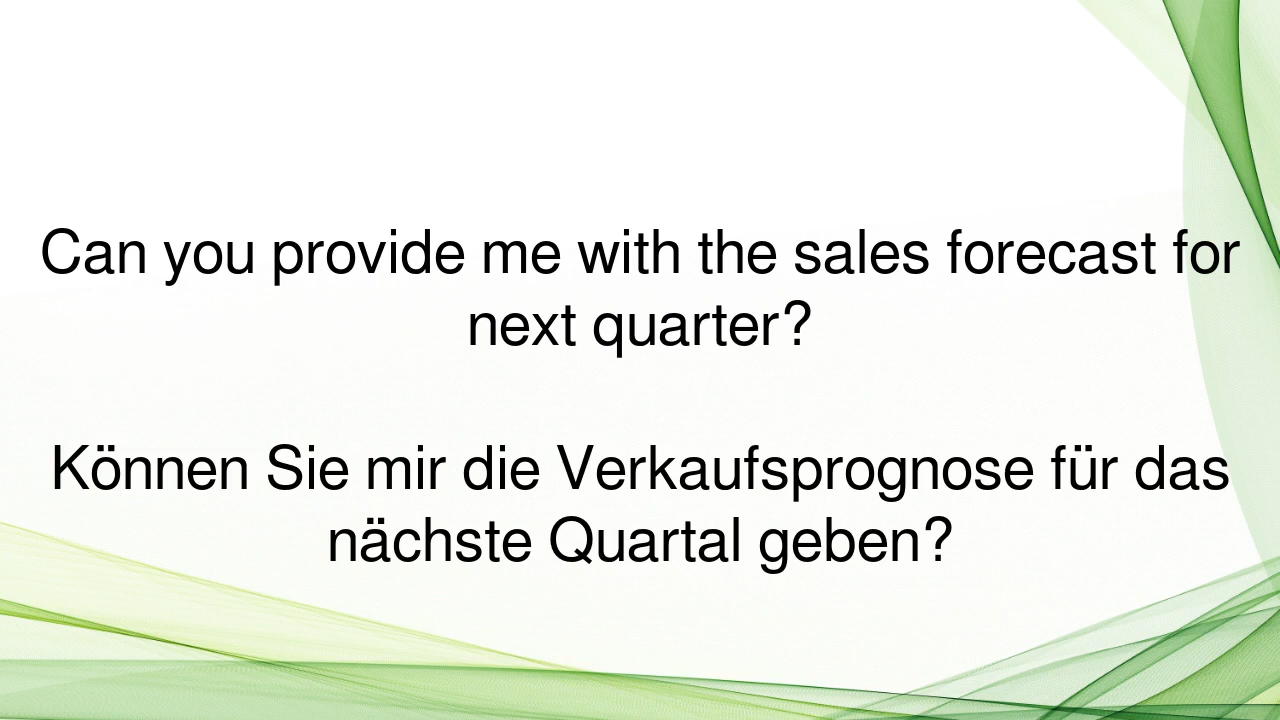 Can you provide me with the sales forecast for
next quarter?
Können Sie mir die Verkaufsprognose für das
nächste Quartal geben?